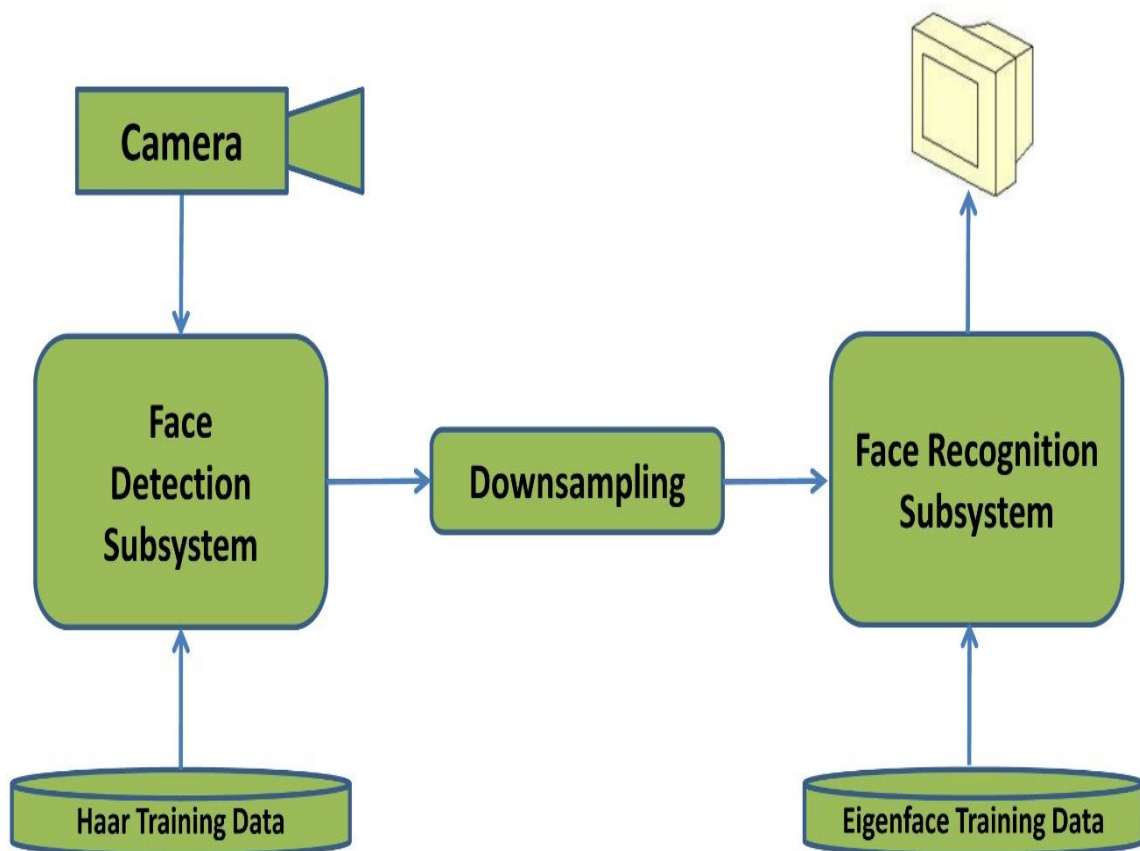 Camera
Face
Detection
Subsystem
Downsampling
Face Recognition
Subsystem
Haar Training Data
Eigenface Training Data